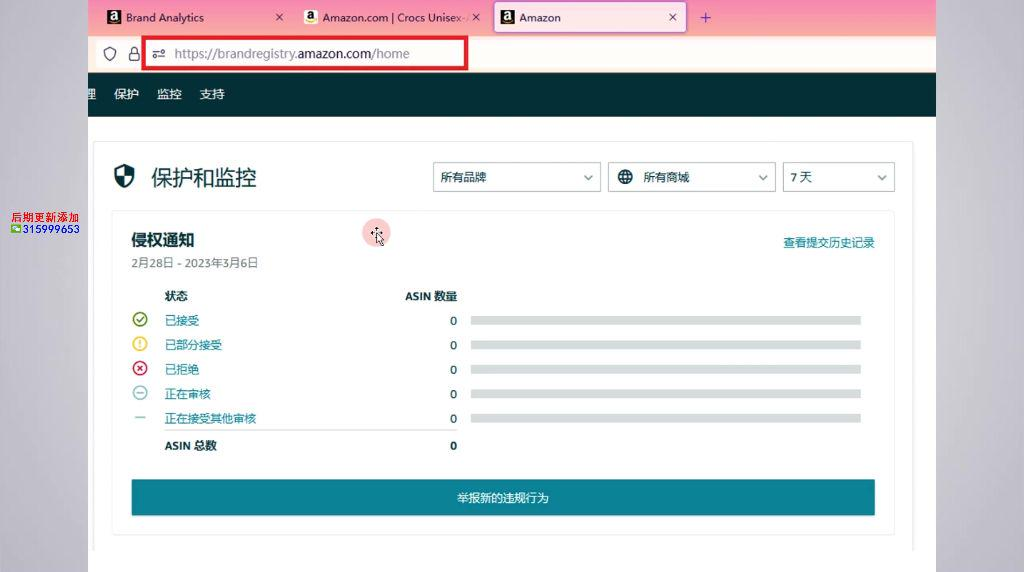 Brand Analytics
Amazon.com | Crocs Unisex-
Amazon
https://brandregistry.amazon.com/home
理 保护 监控 支持
保护和监控
所有品牌
所有商城
7 天
后期更新添加
315999653
侵权通知
查看提交历史记录
2月28日 - 2023年3月6日
状态 ASIN 数量
已接受 0
已部分接受 0
已拒绝 0
正在审核 0
正在接受其他审核 0
ASIN 总数 0
举报新的违规行为